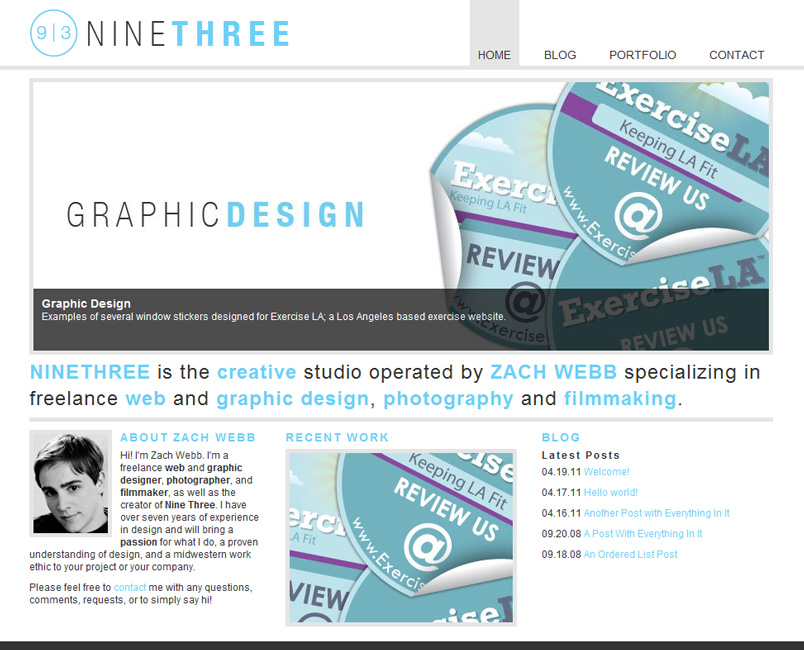 9|3 NINETHREE
HOME BLOG PORTFOLIO CONTACT
GRAPHICDESIGN
ExerciseLA
Keeping LA Fit
REVIEW US
@
www.Exercis
Exerci
Keeping LA Fit
REVIEW
@
www.Exercise
ExerciseLA™
REVIEW US
Graphic Design
Examples of several window stickers designed for Exercise LA; a Los Angeles based exercise website.
NINETHREE is the creative studio operated by ZACH WEBB specializing in
freelance web and graphic design, photography and filmmaking.
ABOUT ZACH WEBB
Hi! I'm Zach Webb. I'm a
freelance web and graphic
designer, photographer, and
filmmaker, as well as the
creator of Nine Three. I have
over seven years of experience
in design and will bring a
passion for what I do, a proven
understanding of design, and a midwestern work
ethic to your project or your company.
Please feel free to contact me with any questions,
comments, requests, or to simply say hi!
RECENT WORK
Keeping LA Fit
REVIEW US
@
www.Exercis
erci
LA Fit
VIEW
ise
BLOG
Latest Posts
04.19.11 Welcome!
04.17.11 Hello world!
04.16.11 Another Post with Everything In It
09.20.08 A Post With Everything In It
09.18.08 An Ordered List Post